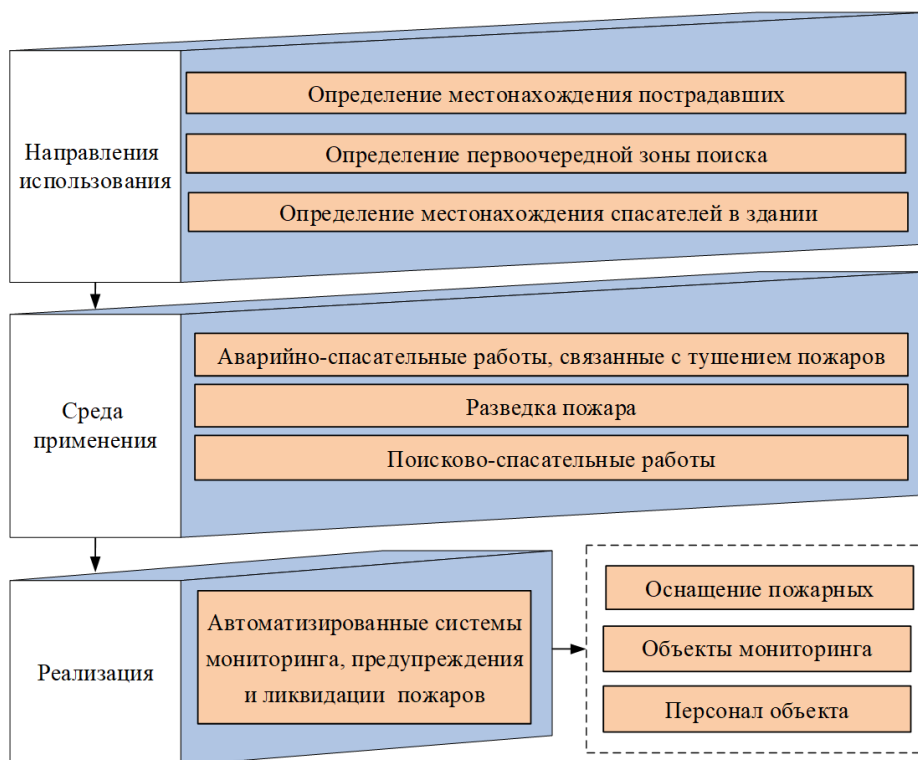 Направления
использования
Определение местонахождения пострадавших
Определение первоочередной зоны поиска
Определение местонахождения спасателей в здании
Среда
применения
Аварийно-спасательные работы, связанные с тушением пожаров
Разведка пожара
Поисково-спасательные работы
Реализация
Автоматизированные системы
мониторинга, предупреждения
и ликвидации пожаров
Оснащение пожарных
Объекты мониторинга
Персонал объекта